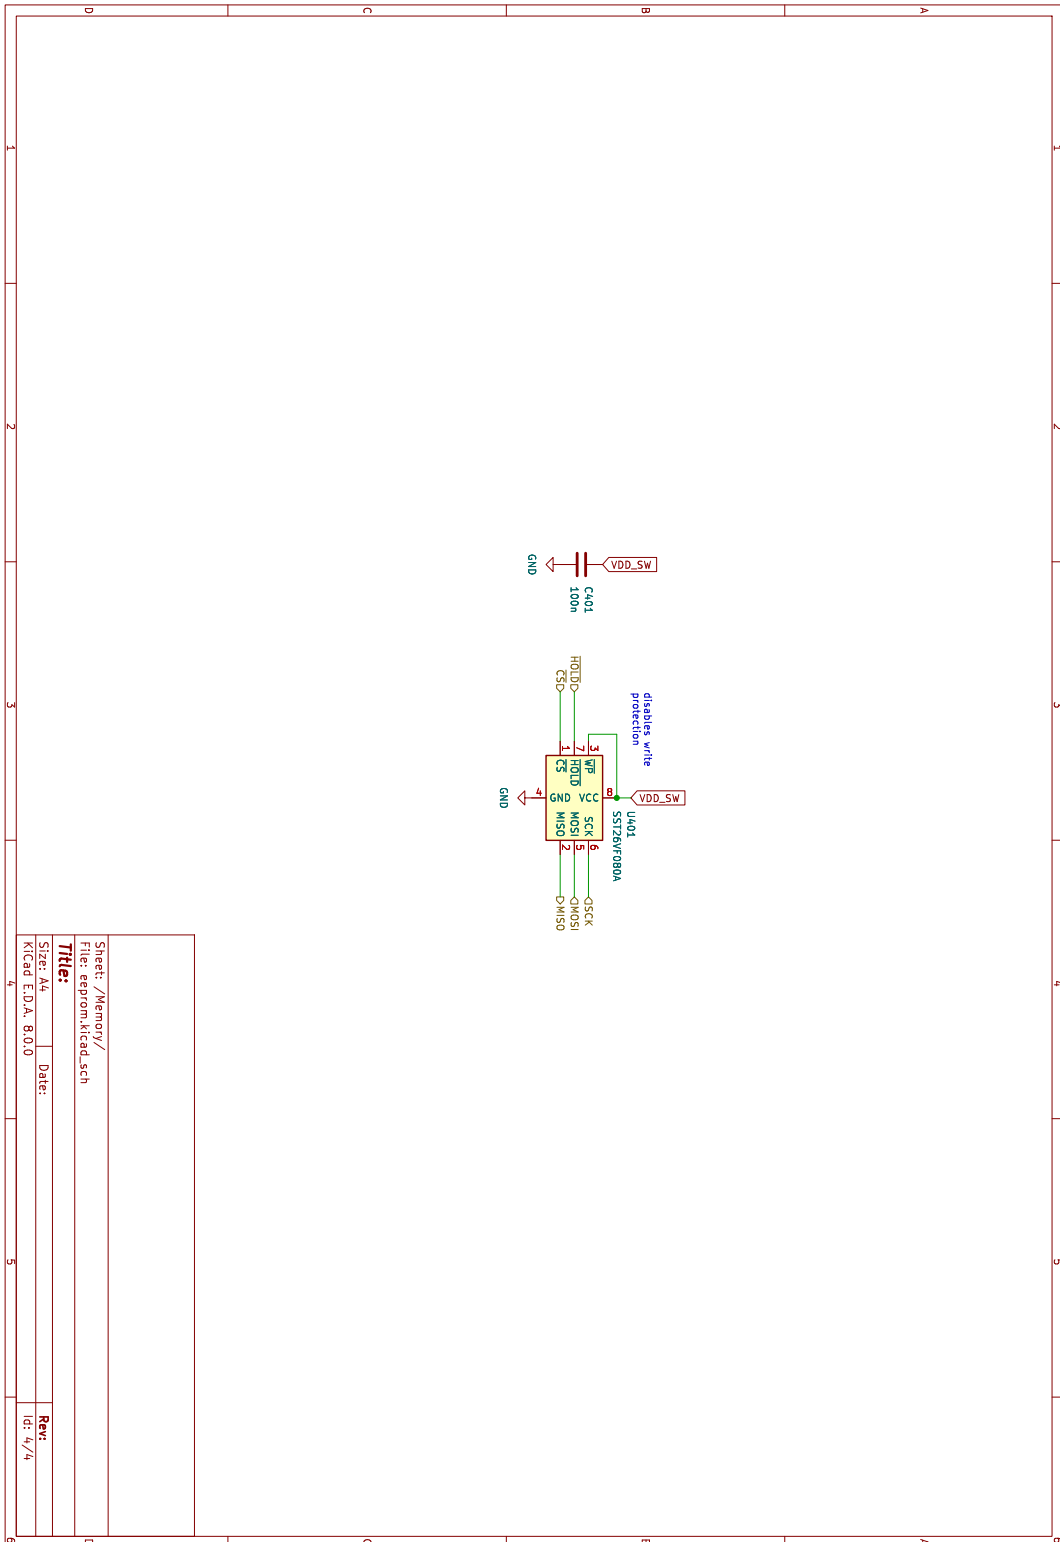 1
2
3
4
5
6
A
B
C
D
disables write
protection
VDD_SW
C401
100n
GND
VDD_SW
U401
SST26VF080A
HOLD
CS
3
7
1
WP
HOLD
CS
8
VCC
GND
4
GND
SCK
MOSI
MISO
6
5
2
SCK
MOSI
MISO
Sheet: /Memory/
File: eeprom.kicad_sch
Title:
Size: A4
Date:
Rev:
KiCad E.D.A. 8.0.0
Id: 4/4